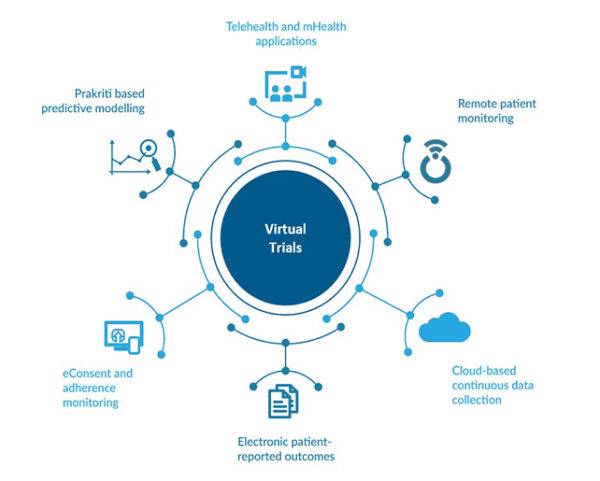 Telehealth and mHealth
applications
Prakriti based
predictive modelling
Remote patient
monitoring
Virtual
Trials
eConsent and
adherence
monitoring
Cloud-based
continuous data
collection
Electronic patient-
reported outcomes